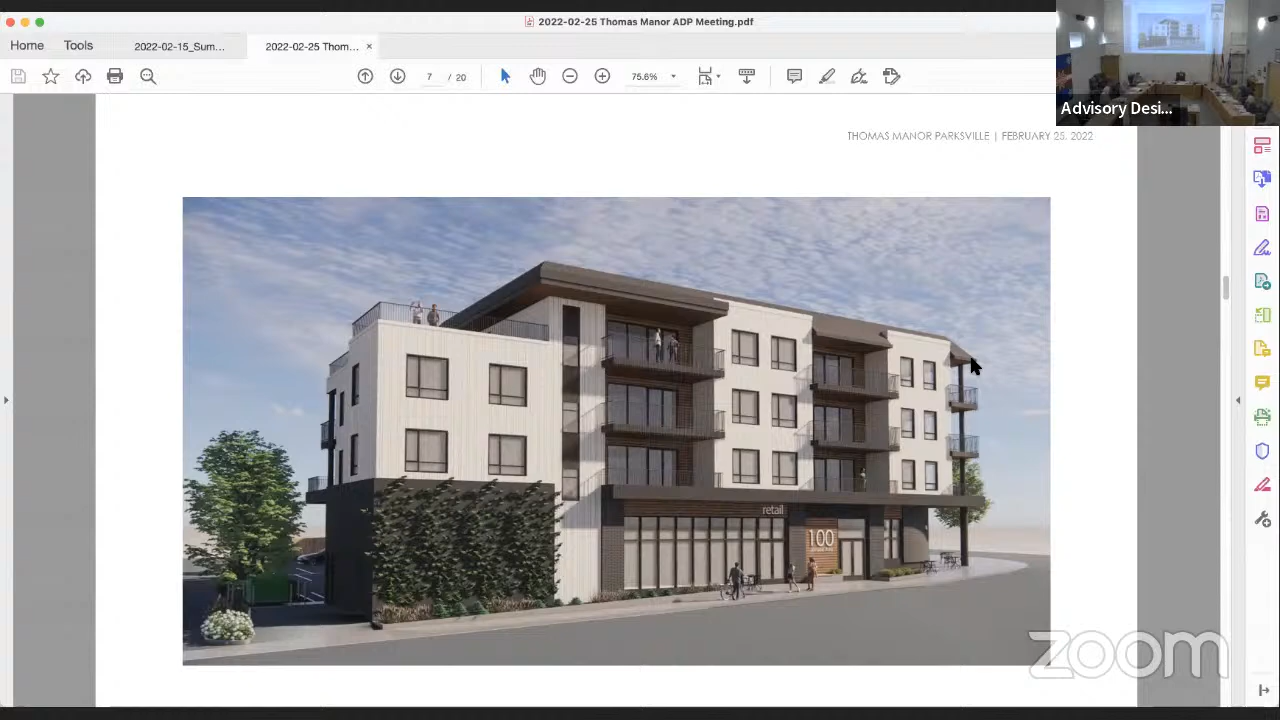 2022-02-25 Thomas Manor ADP Meeting.pdf
Home Tools 2022-02-15_Sum... 2022-02-25 Thom... ×
7 / 20 75.6%
Advisory Desi...
THOMAS MANOR PARKSVILLE | FEBRUARY 25, 2022
retail
100
zoom